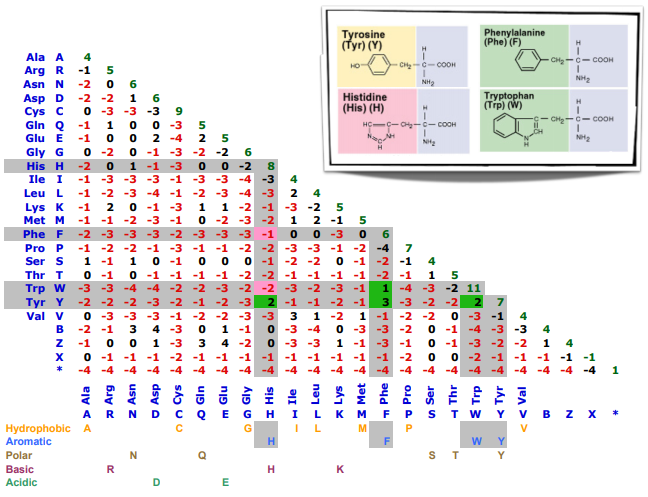 Tyrosine
(Tyr) (Y)
HO
CH2
H
C
COOH
NH2
Phenylalanine
(Phe) (F)
CH2
H
C
COOH
NH2
Histidine
(His) (H)
HC
C
N
NH
C
H
CH2
H
C
COOH
NH2
Tryptophan
(Trp) (W)
C
CH
N
H
CH2
H
C
COOH
NH2
Ala A 4
Arg R -1 5
Asn N -2 0 6
Asp D -2 -2 1 6
Cys C 0 -3 -3 -3 9
Gln Q -1 1 0 0 -3 5
Glu E -1 0 0 2 -4 2 5
Gly G 0 -2 0 -1 -3 -2 -2 6
His H -2 0 1 -1 -3 0 0 -2 8
Ile I -1 -3 -3 -3 -1 -3 -3 -4 -3 4
Leu L -1 -2 -3 -4 -1 -2 -3 -4 -3 2 4
Lys K -1 2 0 -1 -3 1 1 -2 -1 -3 -2 5
Met M -1 -1 -2 -3 -1 0 -2 -3 -2 1 2 -1 5
Phe F -2 -3 -3 -3 -2 -3 -3 -3 -1 0 0 -3 0 6
Pro P -1 -2 -2 -1 -3 -1 -1 -2 -2 -3 -3 -1 -2 -4 7
Ser S 1 -1 1 0 -1 0 0 0 -1 -2 -2 0 -1 -2 -1 4
Thr T 0 -1 0 -1 -1 -1 -1 -2 -2 -1 -1 -1 -1 -2 -1 1 5
Trp W -3 -3 -4 -4 -2 -2 -3 -2 -2 -3 -2 -3 -1 1 -4 -3 -2 11
Tyr Y -2 -2 -2 -3 -2 -1 -2 -3 2 -1 -1 -2 -1 3 -3 -2 -2 2 7
Val V 0 -3 -3 -3 -1 -2 -2 -3 -3 3 1 -2 1 -1 -2 -2 0 -3 -1 4
B -2 -1 3 4 -3 0 1 -1 0 -3 -4 0 -3 -3 -2 0 -1 -4 -3 -3 4
Z -1 0 0 1 -3 3 4 -2 0 -3 -3 1 -1 -3 -1 0 -1 -3 -2 -2 1 4
X 0 -1 -1 -1 -2 -1 -1 -1 -1 -1 -1 -1 -1 -1 -2 0 0 -2 -1 -1 -1 -1 -1
* -4 -4 -4 -4 -4 -4 -4 -4 -4 -4 -4 -4 -4 -4 -4 -4 -4 -4 -4 -4 -4 -4 -4 1
Ala Arg Asn Asp Cys Gln Glu Gly His Ile Leu Lys Met Phe Pro Ser Thr Trp Tyr Val
A R N D C Q E G H I L K M F P S T W Y V B Z X *
Hydrophobic A C G I L M P V
Aromatic H F W Y
Polar N Q S T Y
Basic R H K
Acidic D E